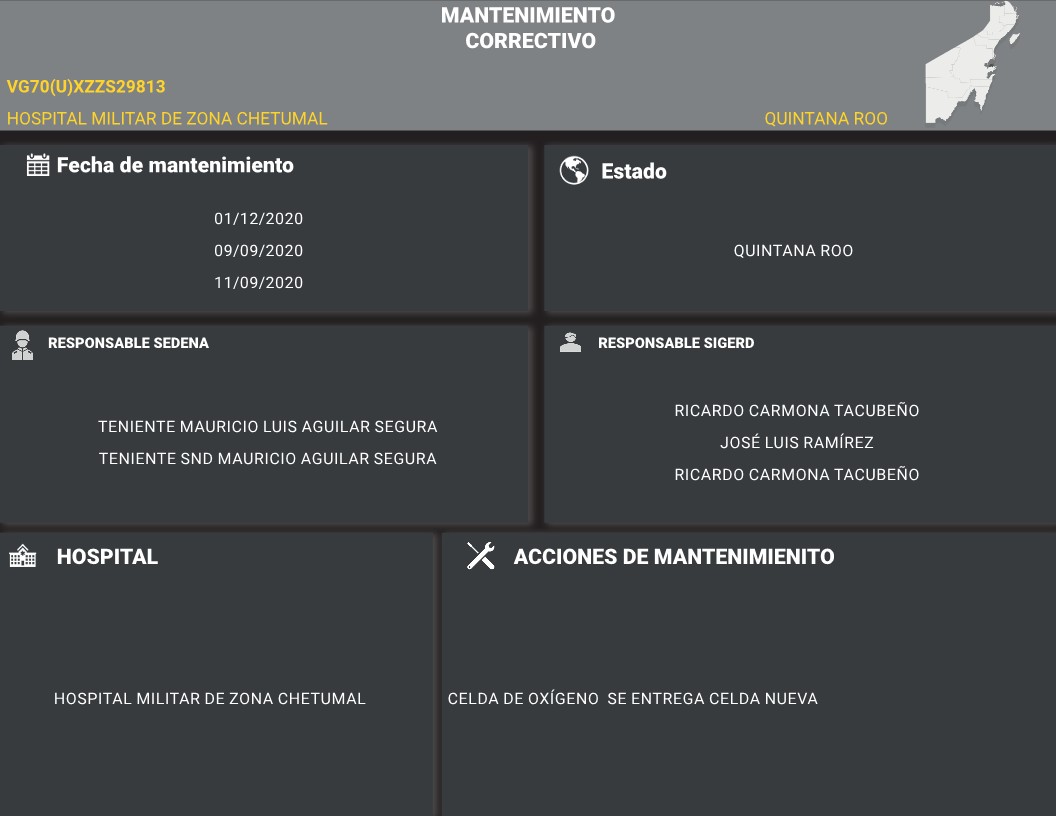 MANTENIMIENTO
CORRECTIVO
VG70(U)XZZS29813
HOSPITAL MILITAR DE ZONA CHETUMAL
QUINTANA ROO
Fecha de mantenimiento
01/12/2020
09/09/2020
11/09/2020
Estado
QUINTANA ROO
RESPONSABLE SEDENA
TENIENTE MAURICIO LUIS AGUILAR SEGURA
TENIENTE SND MAURICIO AGUILAR SEGURA
RESPONSABLE SIGERD
RICARDO CARMONA TACUBEÑO
JOSÉ LUIS RAMÍREZ
RICARDO CARMONA TACUBEÑO
HOSPITAL
HOSPITAL MILITAR DE ZONA CHETUMAL
ACCIONES DE MANTENIMIENITO
CELDA DE OXÍGENO  SE ENTREGA CELDA NUEVA